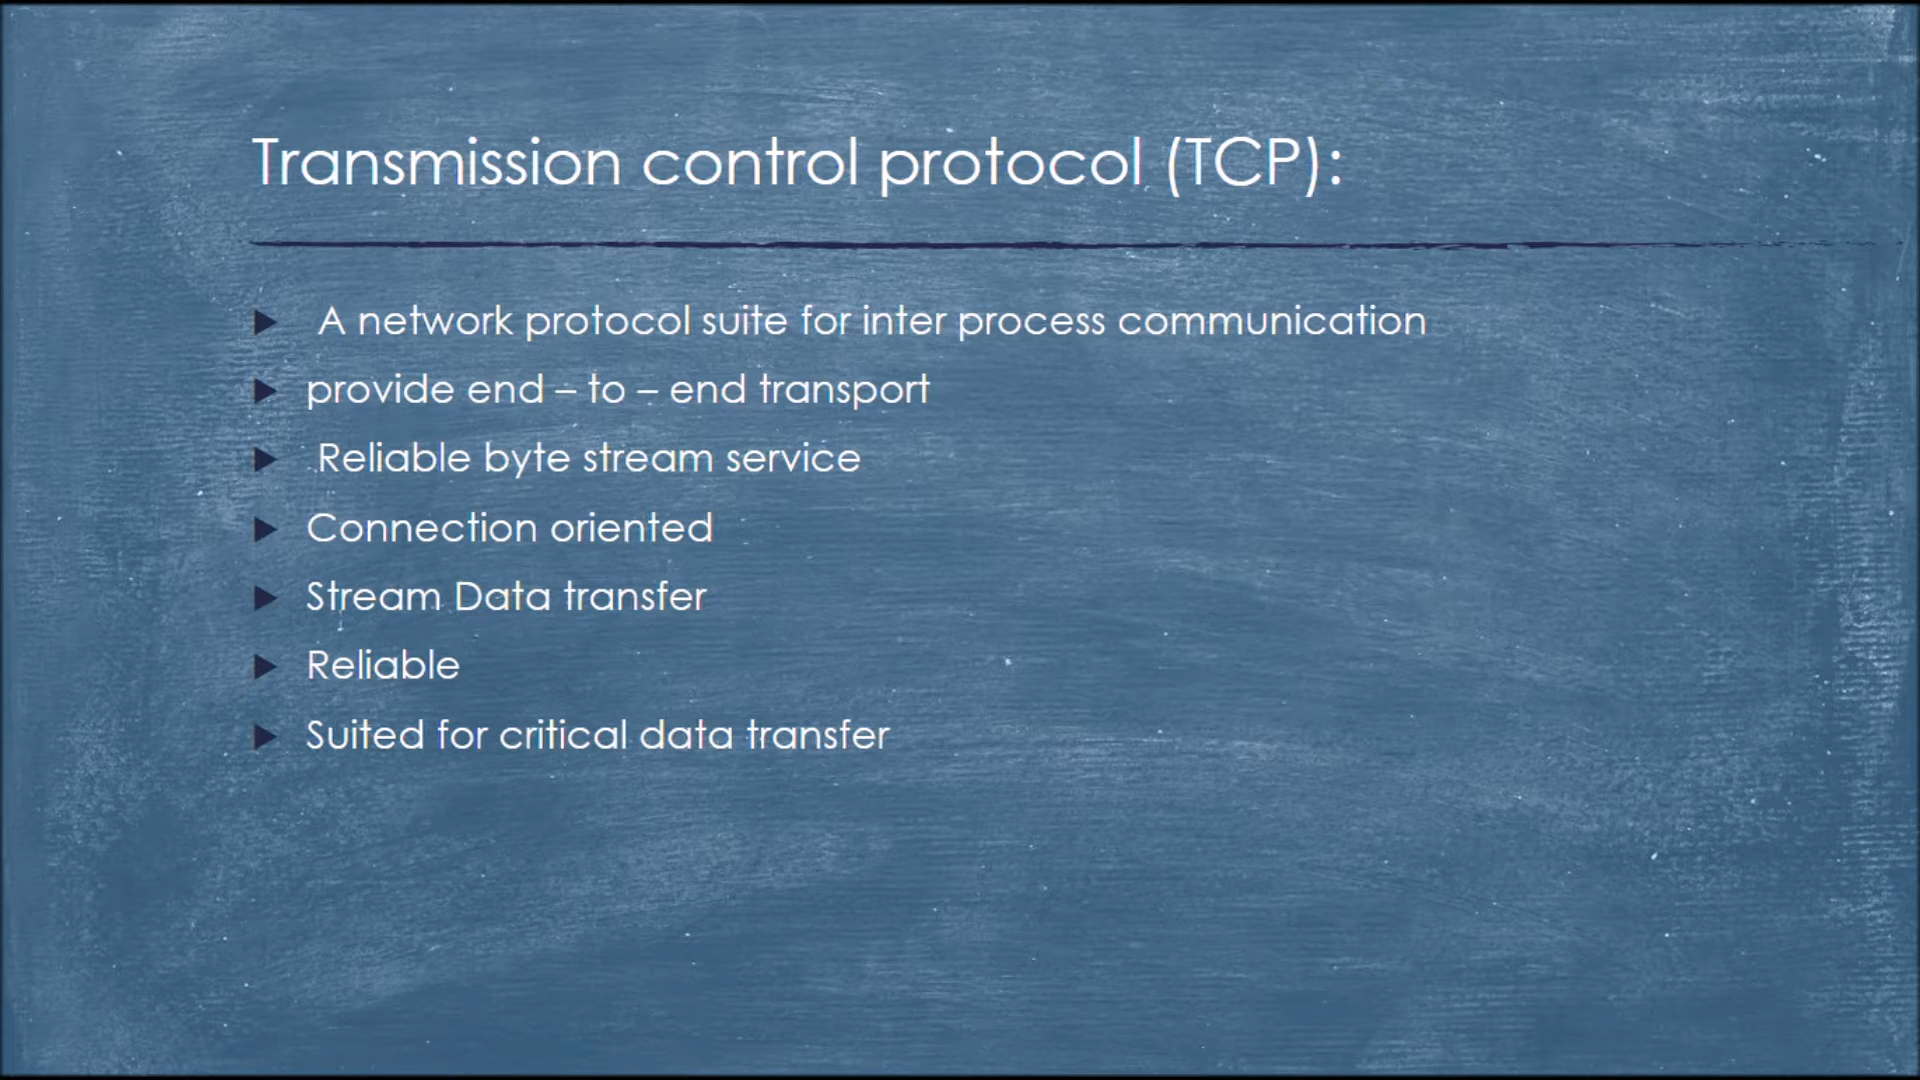 Transmission control protocol (TCP):
A network protocol suite for inter process communication
provide end – to – end transport
Reliable byte stream service
Connection oriented
Stream Data transfer
Reliable
Suited for critical data transfer